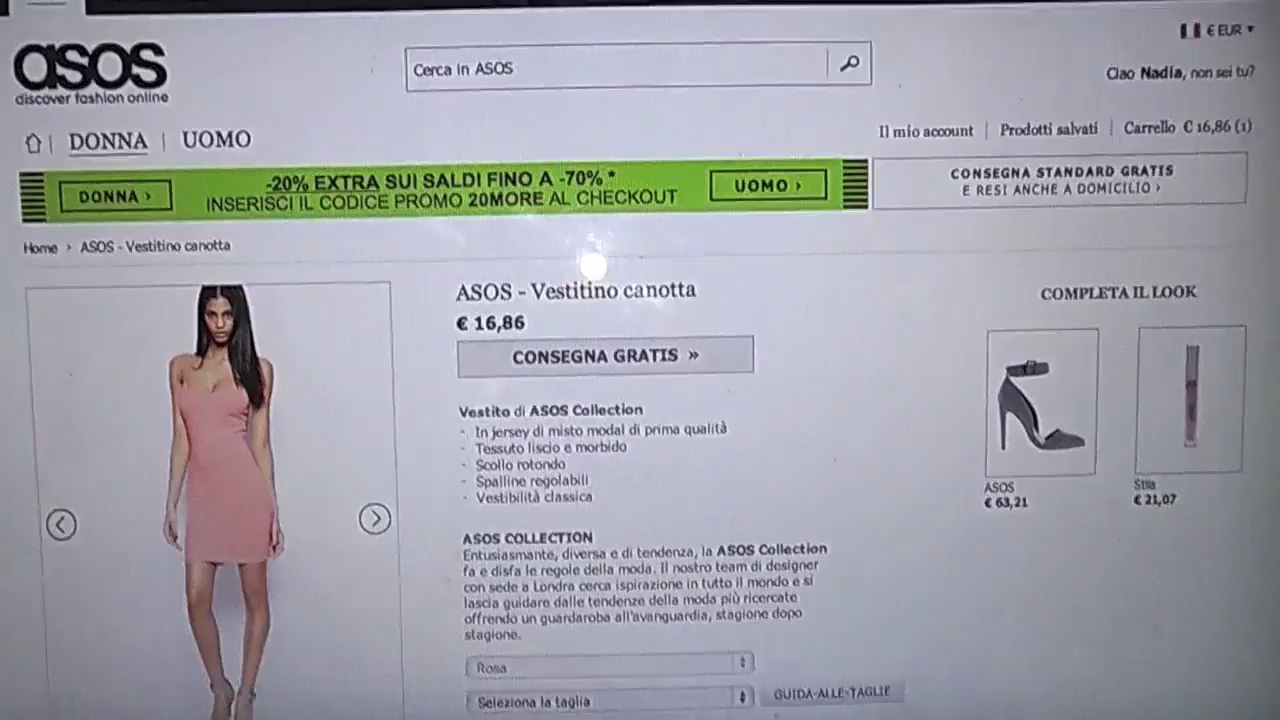 asos
discover fashion online
Cerca in ASOS
€ EUR
Ciao Nadia, non sei tu?
DONNA | UOMO
Il mio account | Prodotti salvati | Carrello € 16,86 (1)
DONNA ›
-20% EXTRA SUI SALDI FINO A -70% *
INSERISCI IL CODICE PROMO 20MORE AL CHECKOUT
UOMO ›
CONSEGNA STANDARD GRATIS
E RESI ANCHE A DOMICILIO ›
Home › ASOS - Vestitino canotta
ASOS - Vestitino canotta
€ 16,86
CONSEGNA GRATIS »
Vestito di ASOS Collection
- In jersey di misto modal di prima qualità
- Tessuto liscio e morbido
- Scollo rotondo
- Spalline regolabili
- Vestibilità classica
ASOS COLLECTION
Entusiasmante, diversa e di tendenza, la ASOS Collection
fa e disfa le regole della moda. Il nostro team di designer
con sede a Londra cerca ispirazione in tutto il mondo e si
lascia guidare dalle tendenze della moda più ricercate
offrendo un guardaroba all'avanguardia, stagione dopo
stagione.
Rosa
Seleziona la taglia
GUIDA-ALLE-TAGLIE
COMPLETA IL LOOK
ASOS
€ 63,21
Stila
€ 21,07